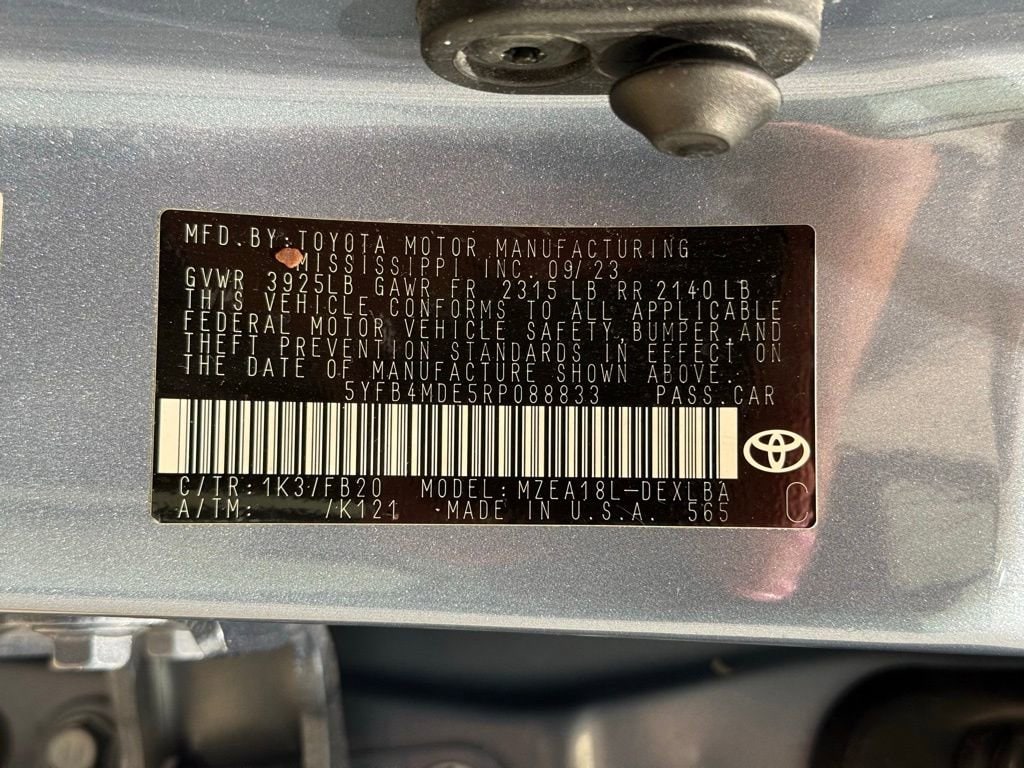 MFD.BY:TOYOTA MOTOR MANUFACTURING
MISSISSIPPI INC. 09/23
GVWR 3925LB GAWR FR 2315 LB RR 2140 LB
THIS VEHICLE CONFORMS TO ALL APPLICABLE
FEDERAL MOTOR VEHICLE SAFETY,BUMPER,AND
THEFT PREVENTION STANDARDS IN EFFECT ON
THE DATE OF MANUFACTURE SHOWN ABOVE.
5YFB4MDE5RP088833 PASS.CAR
C/TR:1K3/FB20 MODEL:MZEA18L-DEXLBA
A/TM: /K121 MADE IN U.S.A. 565 C